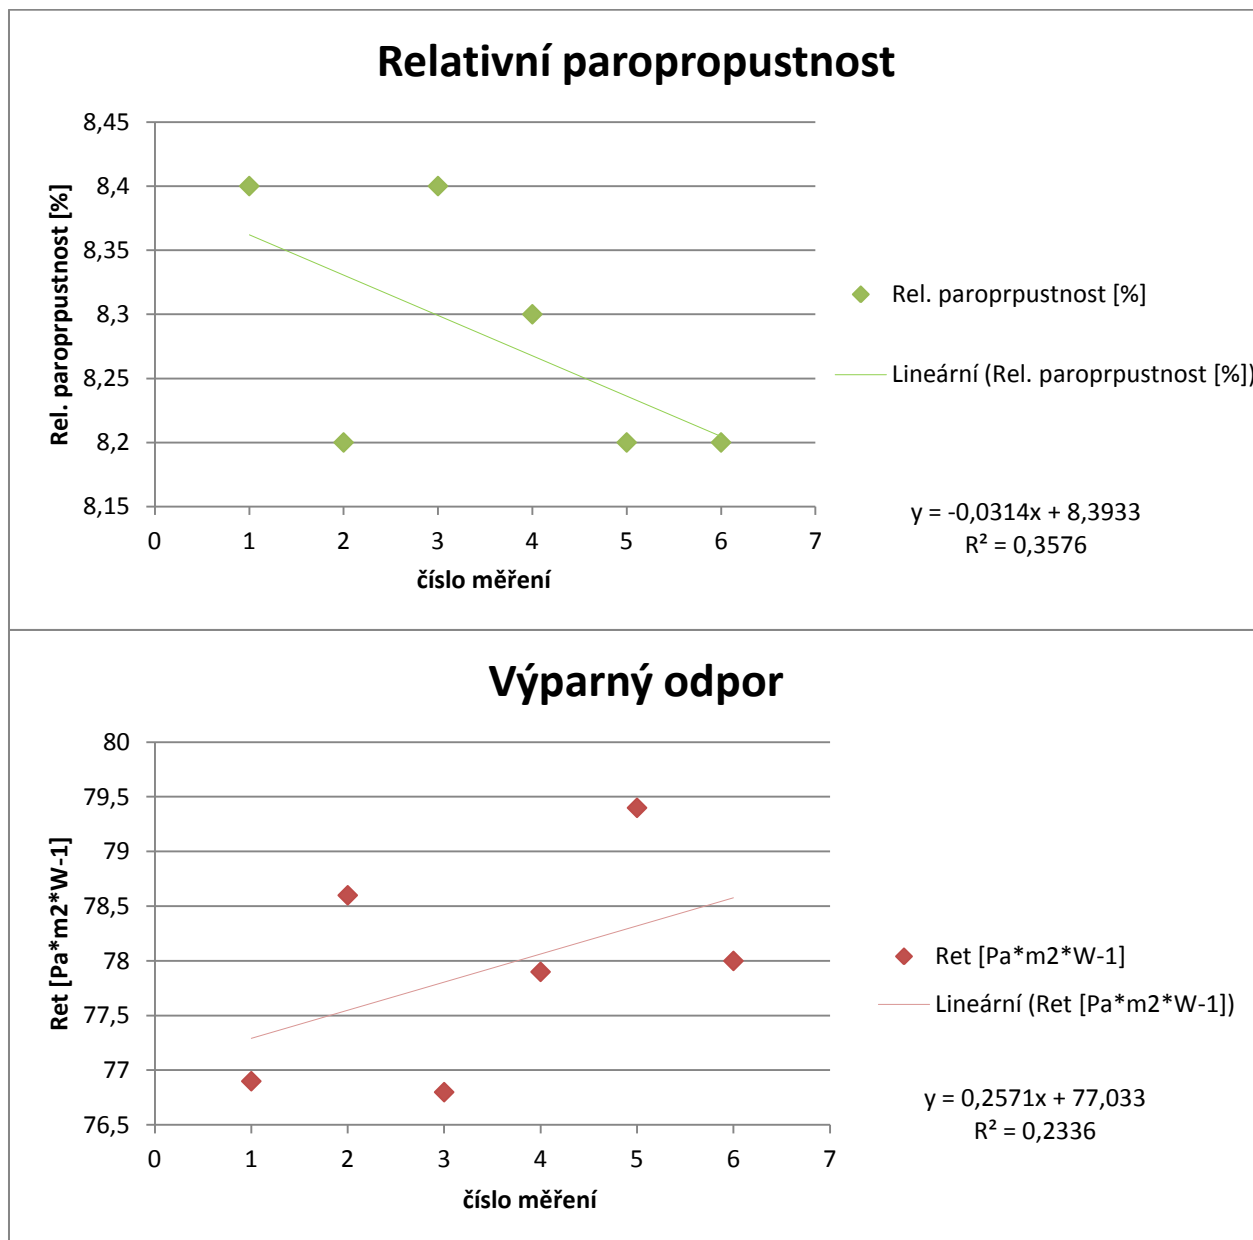 Relativní paropropustnost
8,45
8,4
8,35
8,3
8,25
8,2
8,15
Rel. paroprpustnost [%]
0 1 2 3 4 5 6 7
číslo měření
Rel. paroprpustnost [%]
Lineární (Rel. paroprpustnost [%])
y = -0,0314x + 8,3933
R² = 0,3576
Výparný odpor
80
79,5
79
78,5
78
77,5
77
76,5
Ret [Pa*m2*W-1]
0 1 2 3 4 5 6 7
číslo měření
Ret [Pa*m2*W-1]
Lineární (Ret [Pa*m2*W-1])
y = 0,2571x + 77,033
R² = 0,2336